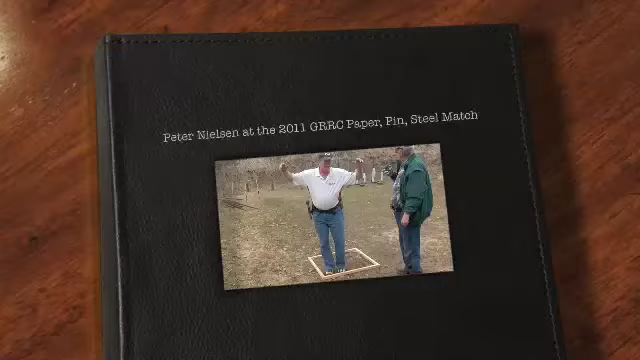 Peter Nielsen at the 2011 GRRC Paper, Pin, Steel Match